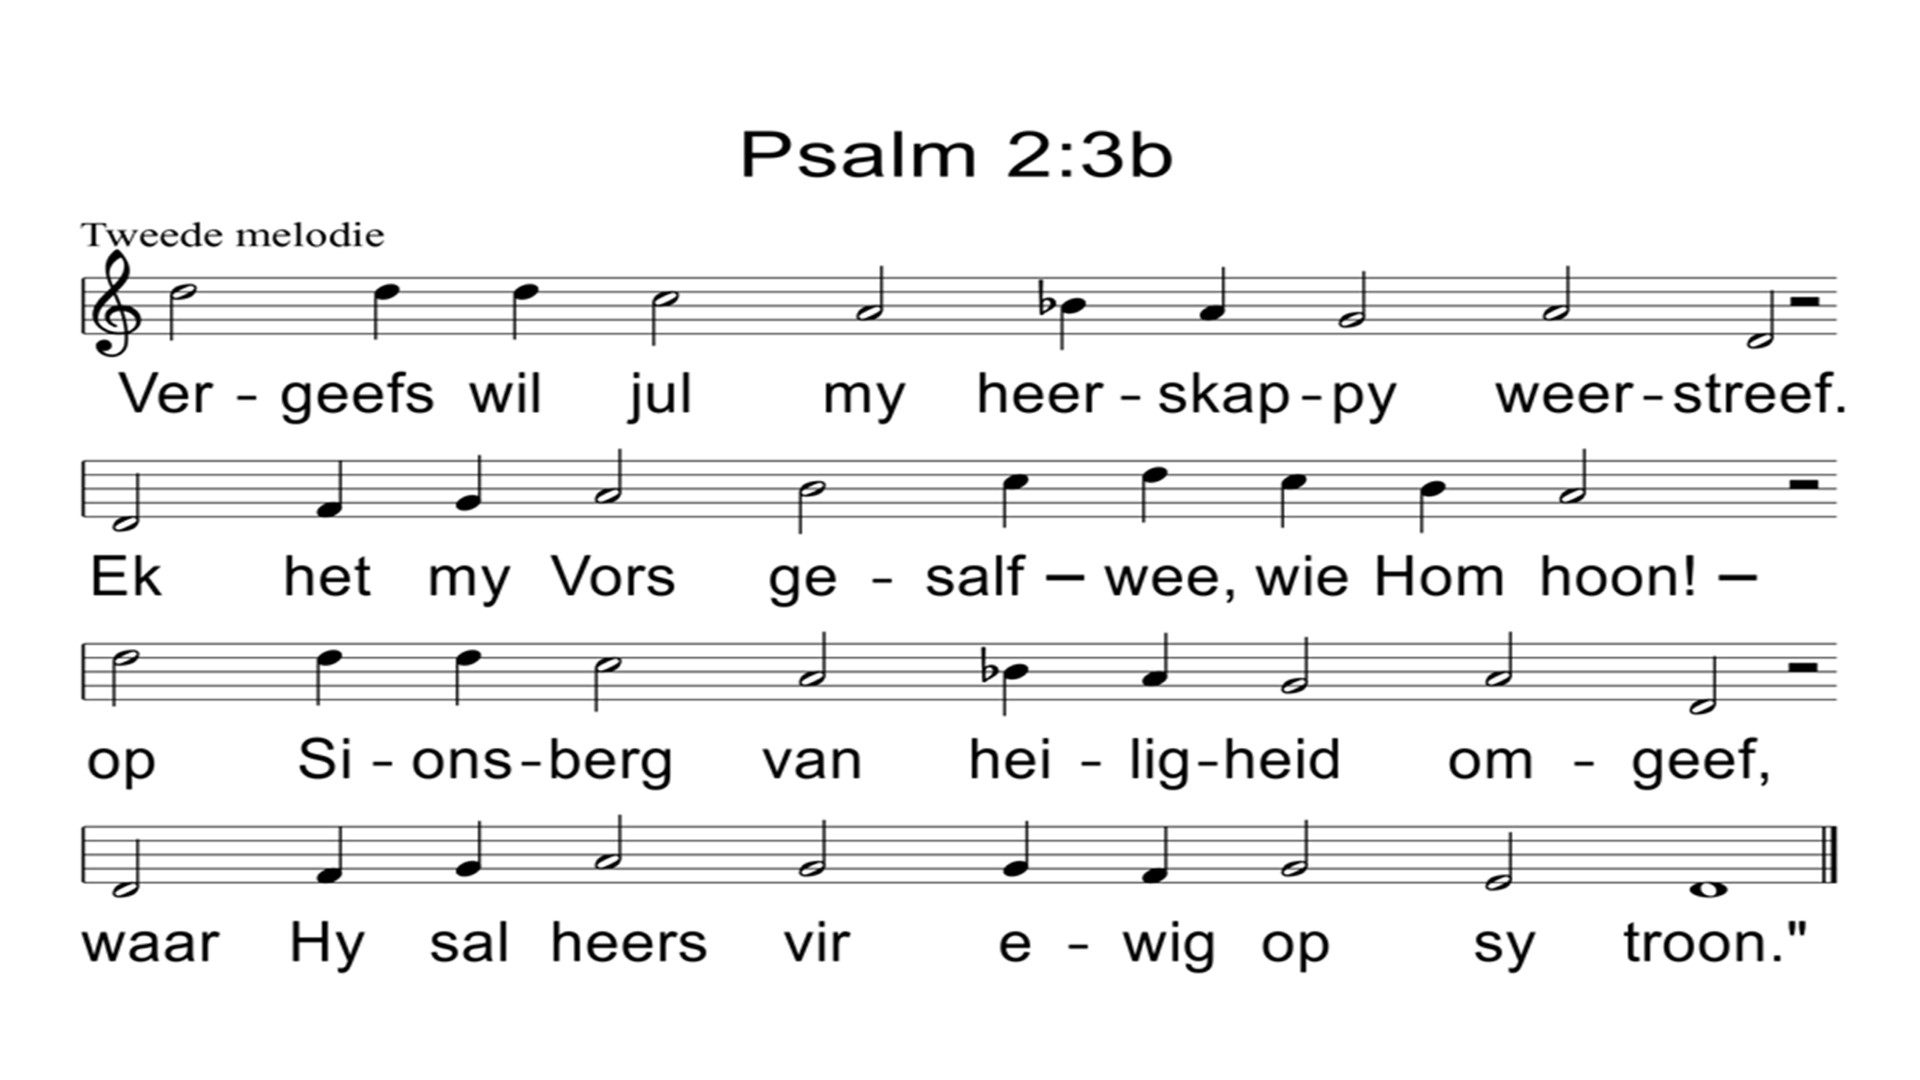 Psalm 2:3b
Tweede melodie
Ver - geefs wil jul my heer - skap - py weer - streef.
Ek het my Vors ge - salf – wee, wie Hom hoon! –
op Si - ons - berg van hei - lig - heid om - geef,
waar Hy sal heers vir e - wig op sy troon."